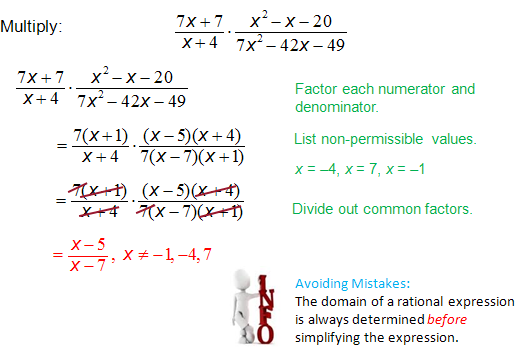 Multiply: (7x + 7)/(x + 4) · (x² – x – 20)/(7x² – 42x – 49)
(7x + 7)/(x + 4) · (x² – x – 20)/(7x² – 42x – 49)
Factor each numerator and
denominator.
= (7(x + 1))/(x + 4) · ((x – 5)(x + 4))/(7(x – 7)(x + 1))
List non-permissible values.
x = –4, x = 7, x = –1
= (7(x + 1))/(x + 4) · ((x – 5)(x + 4))/(7(x – 7)(x + 1))
Divide out common factors.
= (x – 5)/(x – 7), x ≠ –1, –4, 7
INFO
Avoiding Mistakes:
The domain of a rational expression
is always determined before
simplifying the expression.